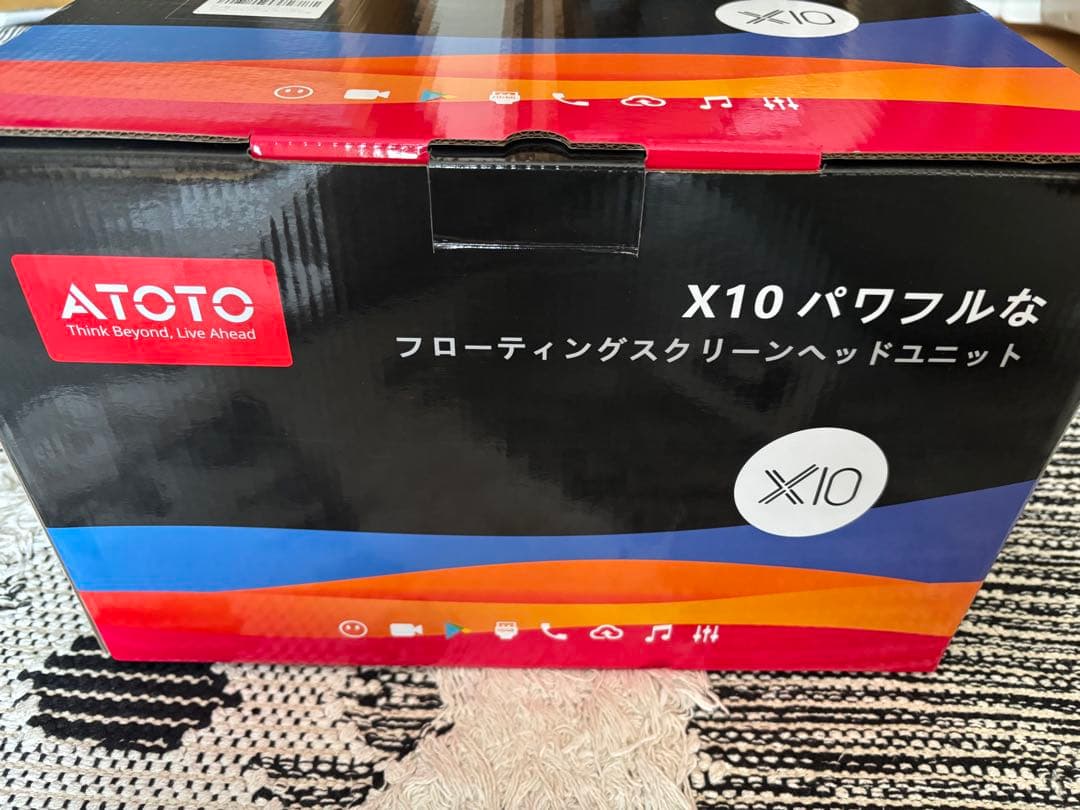 X10
ATOTO
Think Beyond, Live Ahead
X10 パワフルな
フローティングスクリーンヘッドユニット
X10